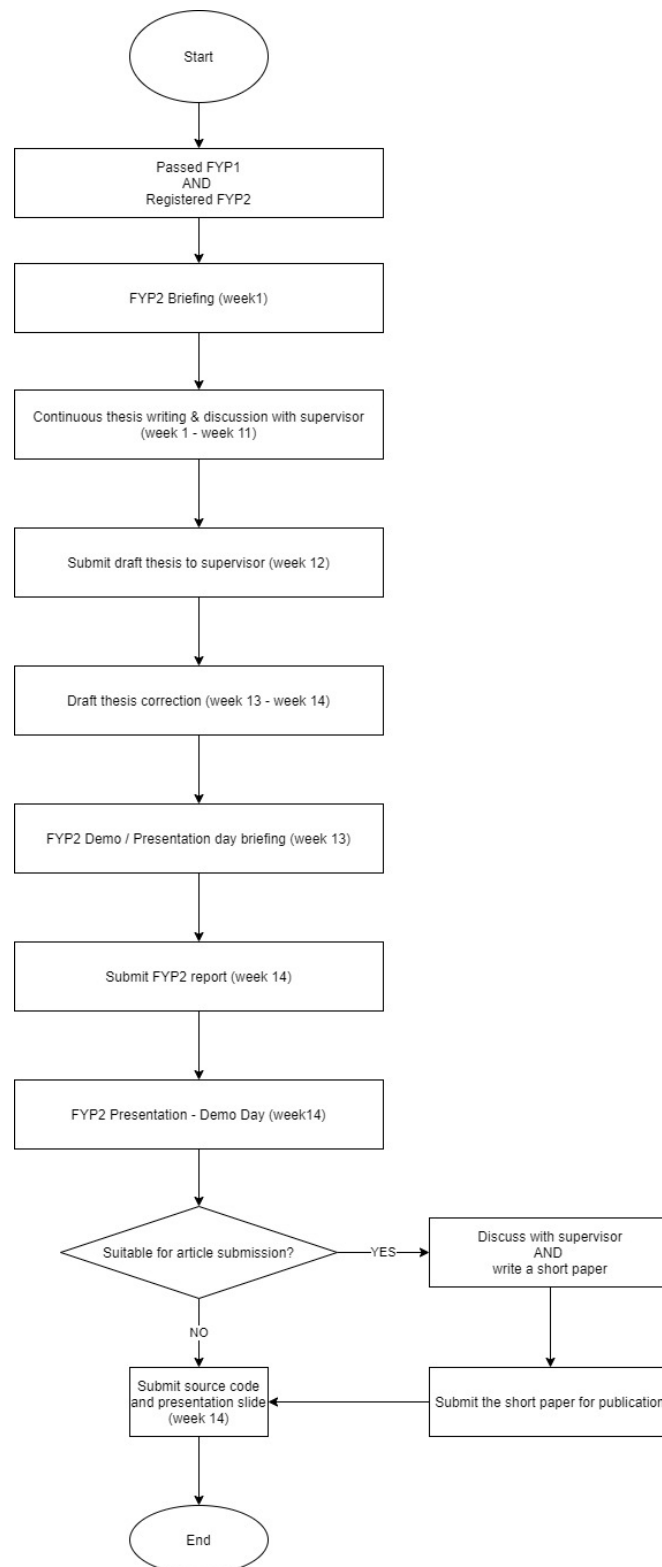 Start
Passed FYP1
AND
Registered FYP2
FYP2 Briefing (week1)
Continuous thesis writing & discussion with supervisor
(week 1 - week 11)
Submit draft thesis to supervisor (week 12)
Draft thesis correction (week 13 - week 14)
FYP2 Demo / Presentation day briefing (week 13)
Submit FYP2 report (week 14)
FYP2 Presentation - Demo Day (week14)
Suitable for article submission?
YES
Discuss with supervisor
AND
write a short paper
NO
Submit source code
and presentation slide
(week 14)
Submit the short paper for publication
End